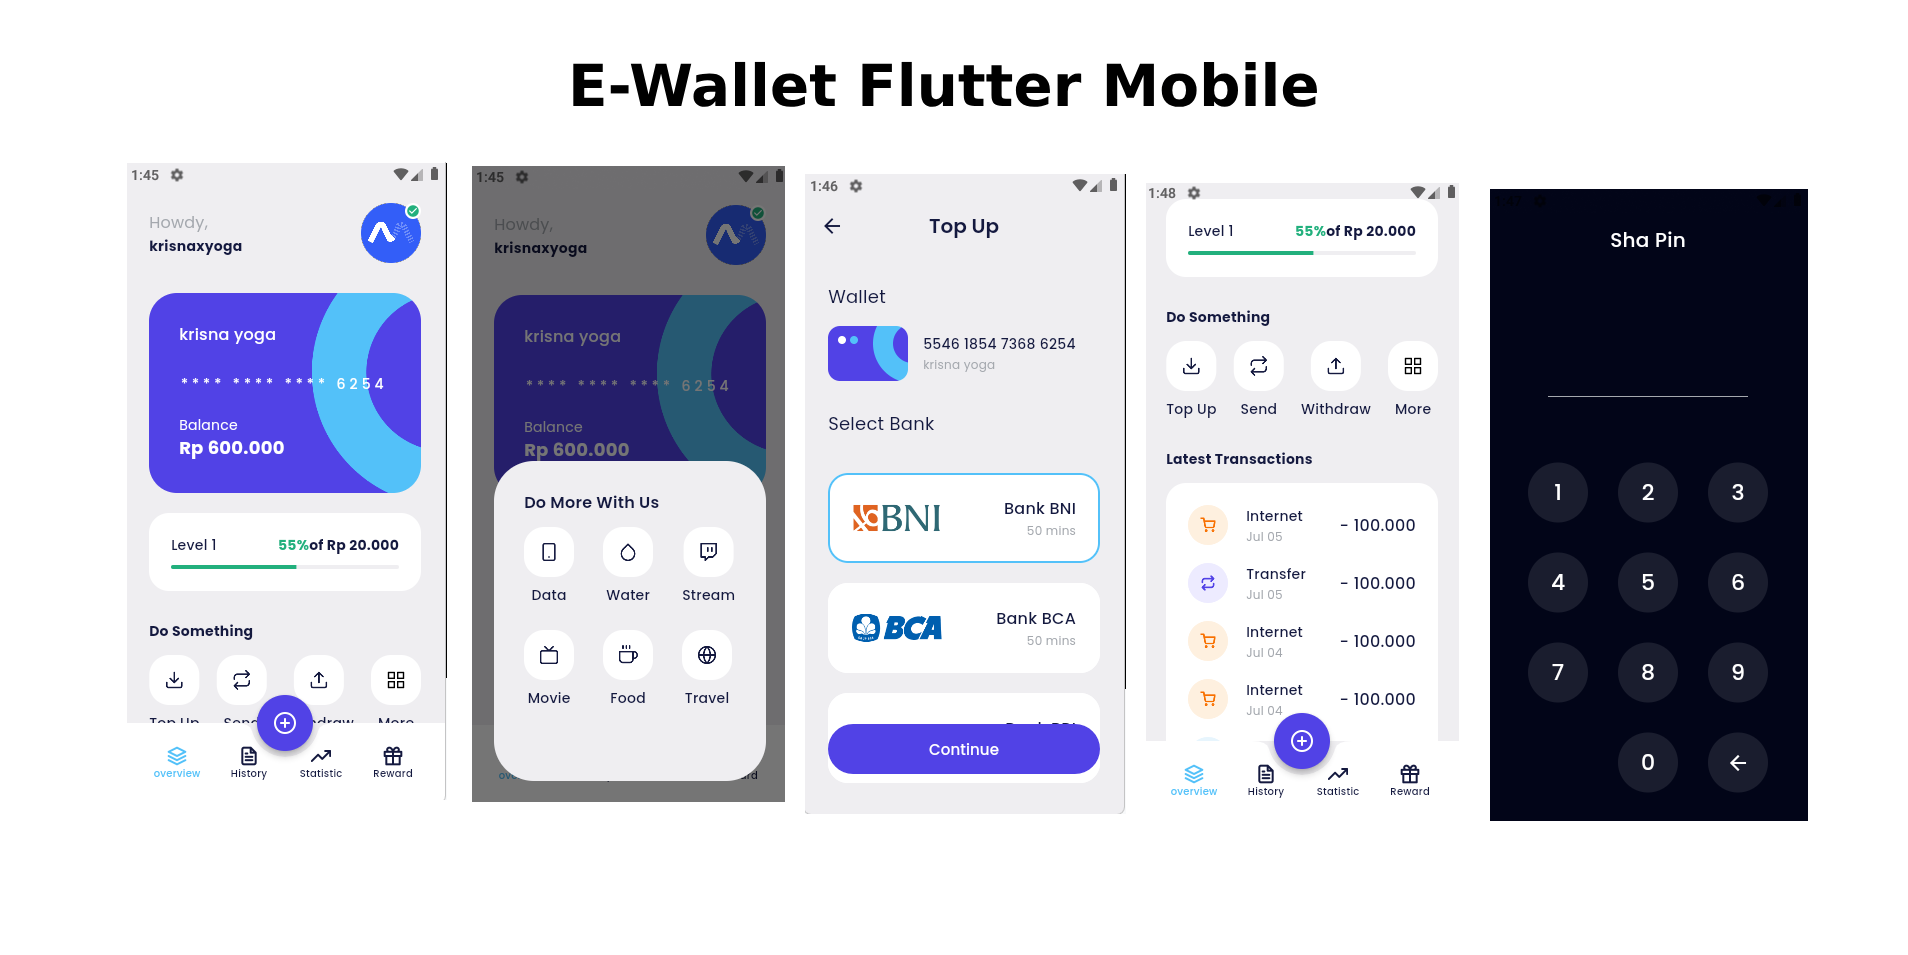 E-Wallet Flutter Mobile
1:45
Howdy,
krisnaxyoga
krisna yoga
**** **** **** 6254
Balance
Rp 600.000
Level 1 55%of Rp 20.000
Do Something
Top Up Send More
overview History Statistic Reward
1:45
Howdy,
krisnaxyoga
krisna yoga
**** **** **** 6254
Balance
Rp 600.000
Do More With Us
Data Water Stream
Movie Food Travel
1:46
Top Up
Wallet
5546 1854 7368 6254
krisna yoga
Select Bank
BNI Bank BNI
50 mins
BCA Bank BCA
50 mins
Continue
1:48
Level 1 55%of Rp 20.000
Do Something
Top Up Send Withdraw More
Latest Transactions
Internet - 100.000
Jul 05
Transfer - 100.000
Jul 05
Internet - 100.000
Jul 04
Internet - 100.000
Jul 04
overview History Statistic Reward
Sha Pin
1 2 3
4 5 6
7 8 9
0